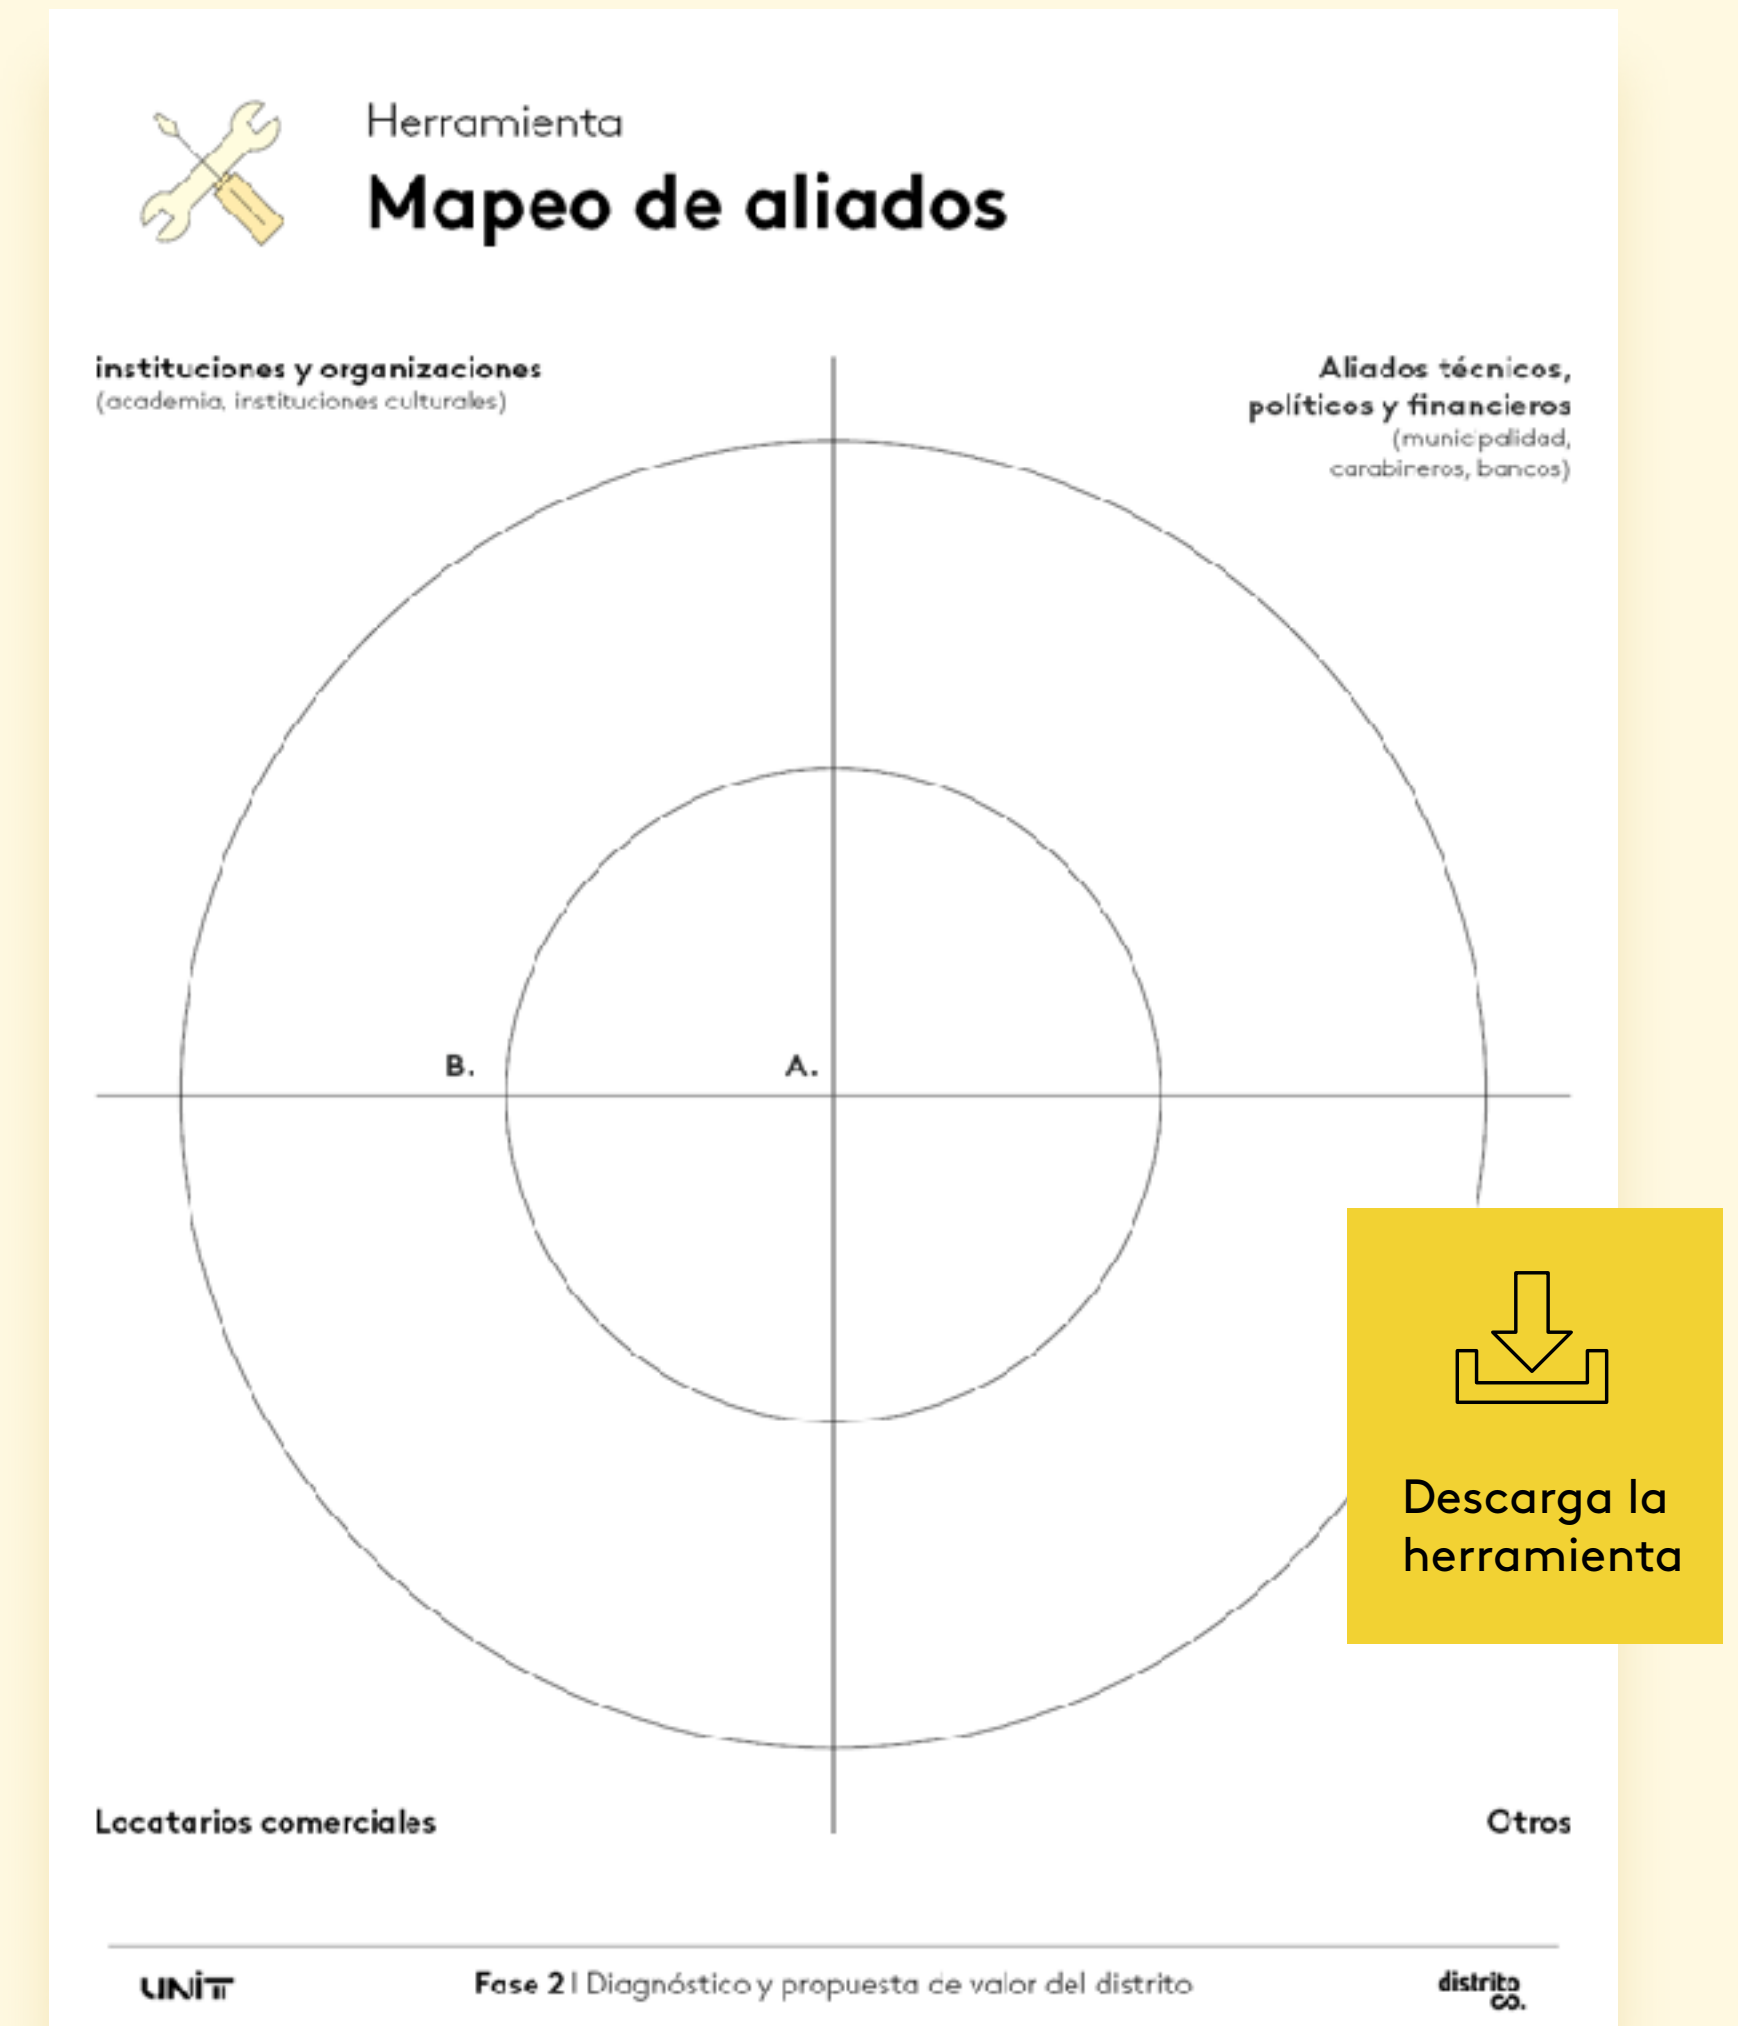 Herramienta
Mapeo de aliados
instituciones y organizaciones
(academia, instituciones culturales)
Aliados técnicos,
políticos y financieros
(municipalidad,
carabineros, bancos)
B.
A.
Descarga la
herramienta
Locatarios comerciales
Otros
UNiT
Fase 2 | Diagnóstico y propuesta de valor del distrito
distrito
co.